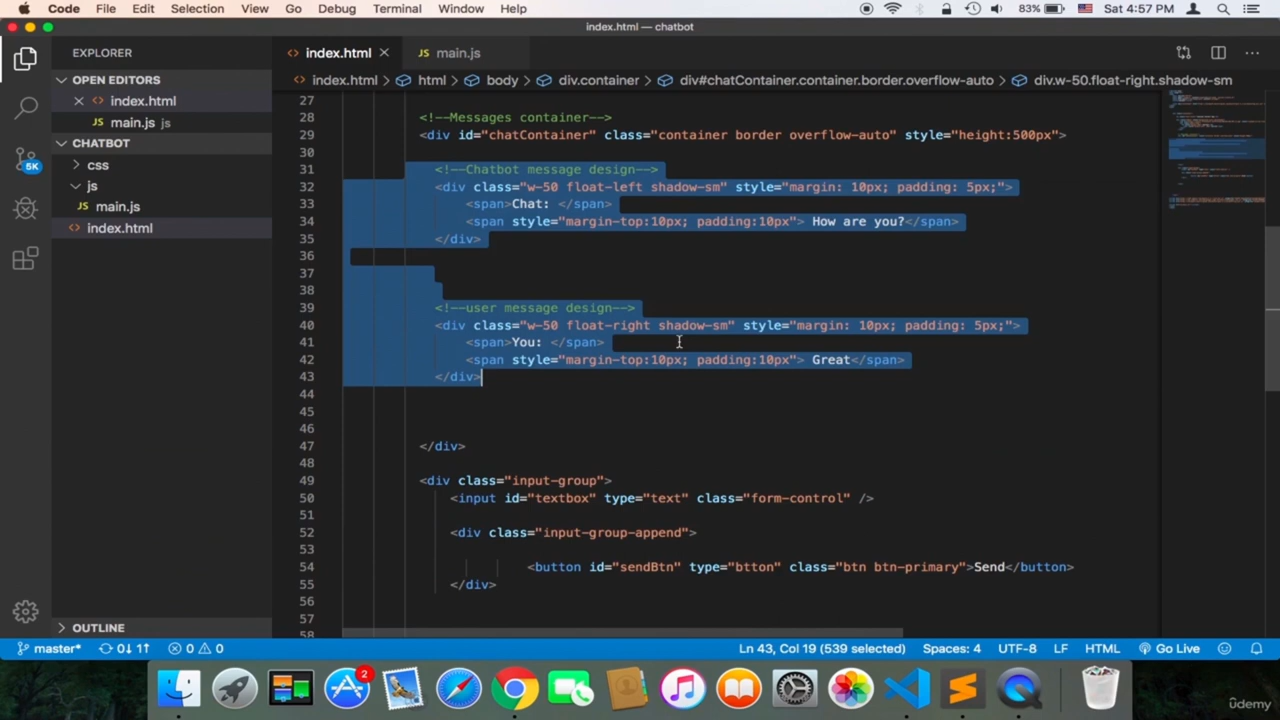 Code File Edit Selection View Go Debug Terminal Window Help 83% Sat 4:57 PM
index.html — chatbot
EXPLORER
index.html
main.js
OPEN EDITORS
index.html
main.js js
CHATBOT
css
js
main.js
index.html
5K
index.html > html > body > div.container > div#chatContainer.container.border.overflow-auto > div.w-50.float-right.shadow-sm
27
28 <!--Messages container-->
29 <div id="chatContainer" class="container border overflow-auto" style="height:500px">
30
31 <!--Chatbot message design-->
32 <div class="w-50 float-left shadow-sm" style="margin: 10px; padding: 5px;">
33 <span>Chat: </span>
34 <span style="margin-top:10px; padding:10px"> How are you?</span>
35 </div>
36
37
38
39 <!--user message design-->
40 <div class="w-50 float-right shadow-sm" style="margin: 10px; padding: 5px;">
41 <span>You: </span>
42 <span style="margin-top:10px; padding:10px"> Great</span>
43 </div>
44
45
46
47 </div>
48
49 <div class="input-group">
50 <input id="textbox" type="text" class="form-control" />
51
52 <div class="input-group-append">
53
54 <button id="sendBtn" type="btton" class="btn btn-primary">Send</button>
55 </div>
56
57
58
OUTLINE
master* 0↓ 1↑ 0 0 Ln 43, Col 19 (539 selected) Spaces: 4 UTF-8 LF HTML Go Live
2
udemy